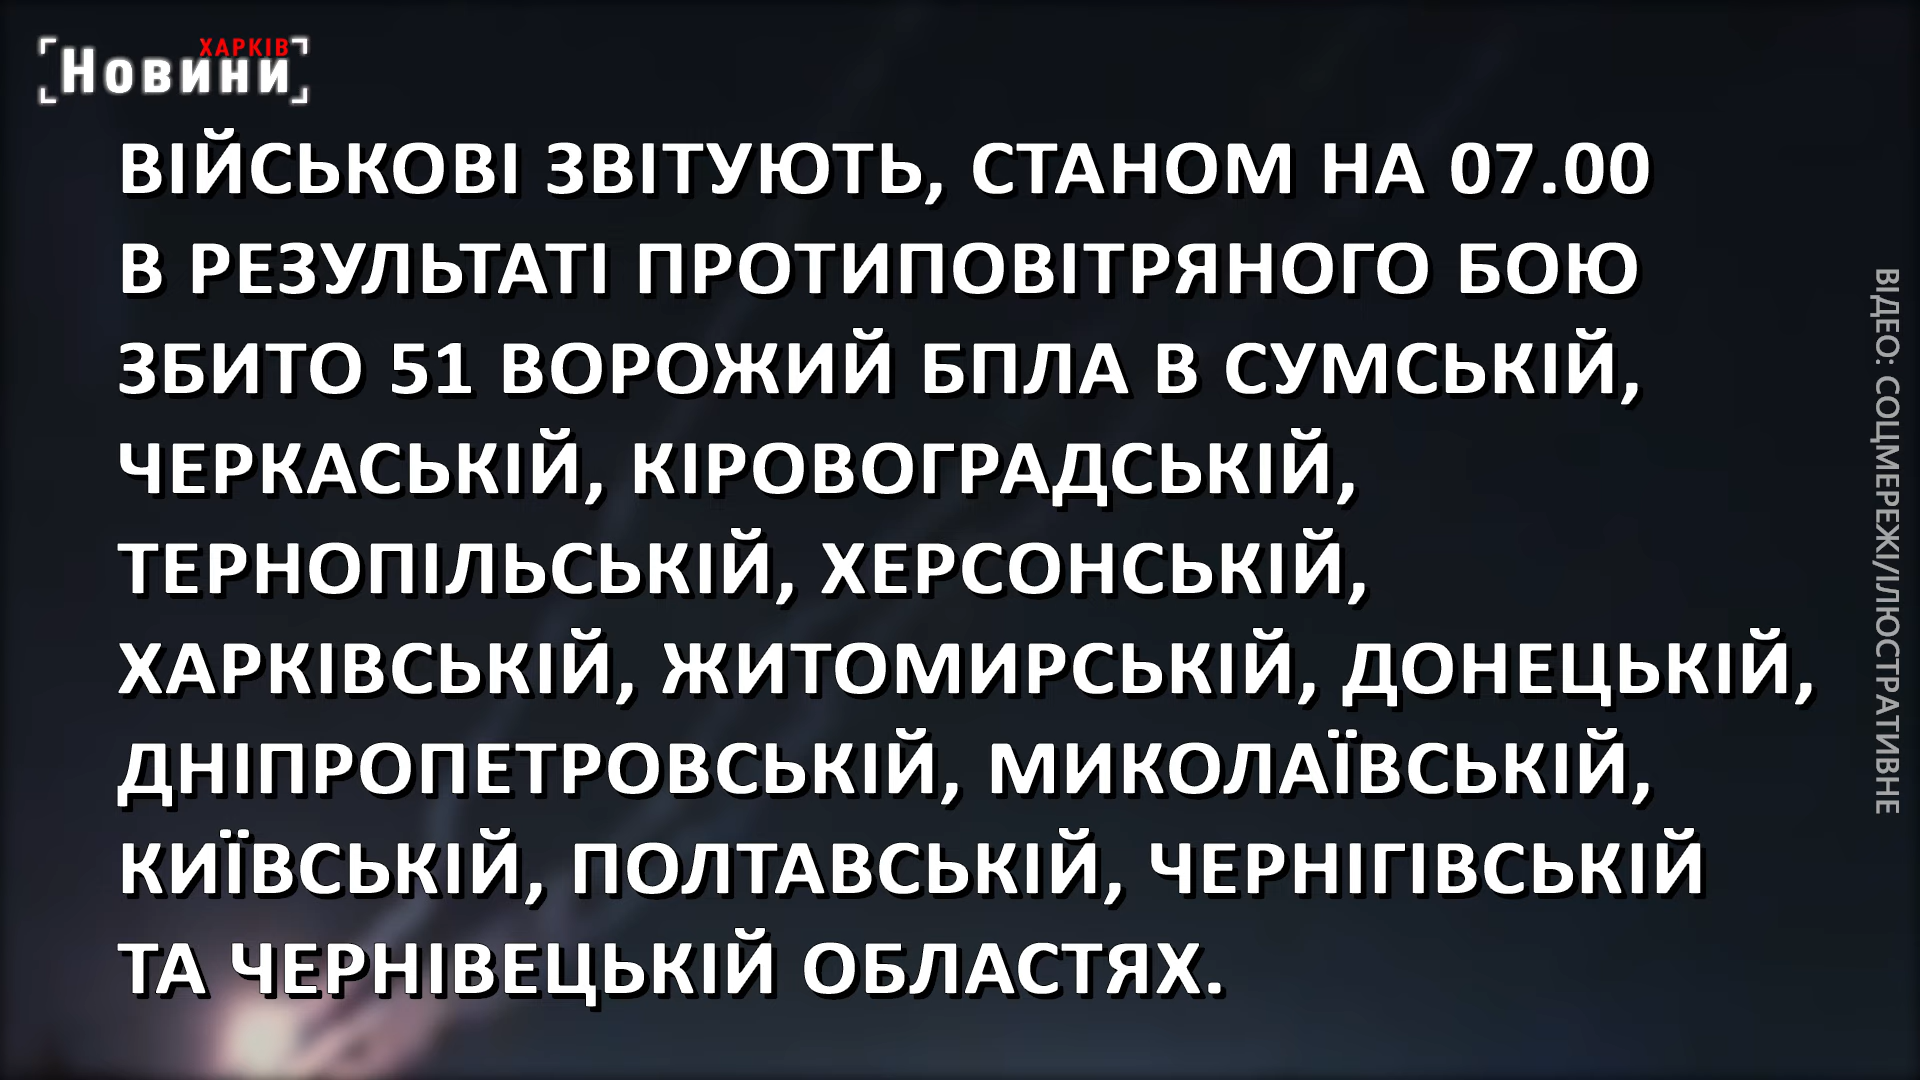 ХАРКІВ
Новини
ВІЙСЬКОВІ ЗВІТУЮТЬ, СТАНОМ НА 07.00
В РЕЗУЛЬТАТІ ПРОТИПОВІТРЯНОГО БОЮ
ЗБИТО 51 ВОРОЖИЙ БПЛА В СУМСЬКІЙ,
ЧЕРКАСЬКІЙ, КІРОВОГРАДСЬКІЙ,
ТЕРНОПІЛЬСЬКІЙ, ХЕРСОНСЬКІЙ,
ХАРКІВСЬКІЙ, ЖИТОМИРСЬКІЙ, ДОНЕЦЬКІЙ,
ДНІПРОПЕТРОВСЬКІЙ, МИКОЛАЇВСЬКІЙ,
КИЇВСЬКІЙ, ПОЛТАВСЬКІЙ, ЧЕРНІГІВСЬКІЙ
ТА ЧЕРНІВЕЦЬКІЙ ОБЛАСТЯХ.
ВІДЕО: СОЦМЕРЕЖІ/ІЛЮСТРАТИВНЕ